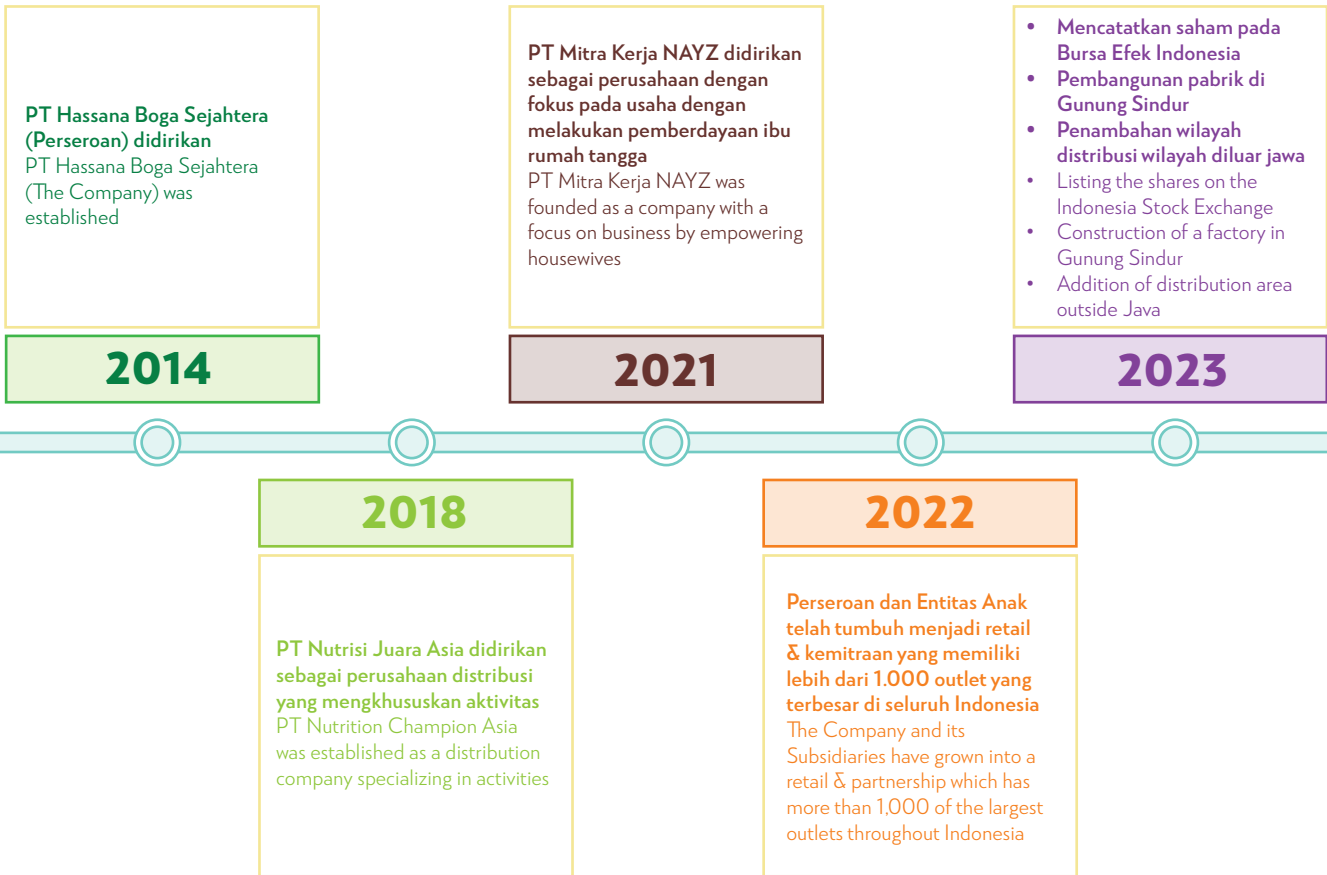 PT Hassana Boga Sejahtera
(Perseroan) didirikan
PT Hassana Boga Sejahtera
(The Company) was
established
2014
2018
PT Nutrisi Juara Asia didirikan
sebagai perusahaan distribusi
yang mengkhususkan aktivitas
PT Nutrition Champion Asia
was established as a distribution
company specializing in activities
PT Mitra Kerja NAYZ didirikan
sebagai perusahaan dengan
fokus pada usaha dengan
melakukan pemberdayaan ibu
rumah tangga
PT Mitra Kerja NAYZ was
founded as a company with a
focus on business by empowering
housewives
2021
2022
Perseroan dan Entitas Anak
telah tumbuh menjadi retail
& kemitraan yang memiliki
lebih dari 1.000 outlet yang
terbesar di seluruh Indonesia
The Company and its
Subsidiaries have grown into a
retail & partnership which has
more than 1,000 of the largest
outlets throughout Indonesia
• Mencatatkan saham pada
Bursa Efek Indonesia
• Pembangunan pabrik di
Gunung Sindur
• Penambahan wilayah
distribusi wilayah diluar jawa
• Listing the shares on the
Indonesia Stock Exchange
• Construction of a factory in
Gunung Sindur
• Addition of distribution area
outside Java
2023